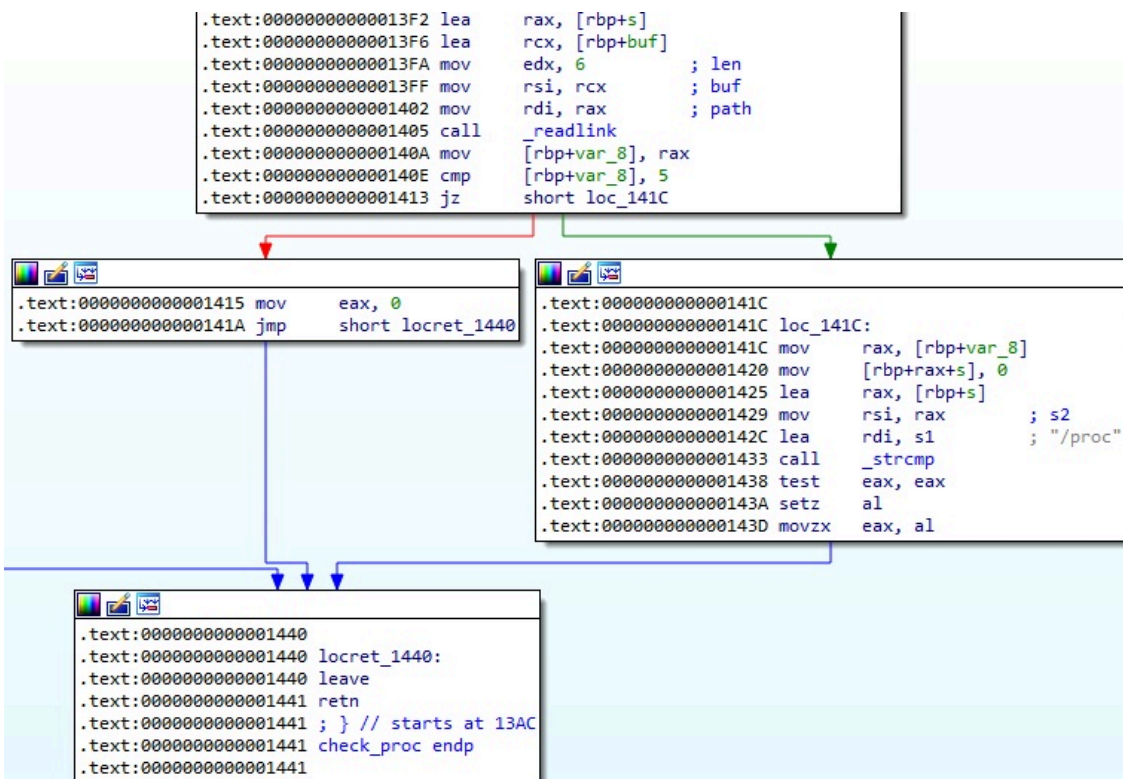 .text:00000000000013F2 lea rax, [rbp+s]
.text:00000000000013F6 lea rcx, [rbp+buf]
.text:00000000000013FA mov edx, 6 ; len
.text:00000000000013FF mov rsi, rcx ; buf
.text:0000000000001402 mov rdi, rax ; path
.text:0000000000001405 call _readlink
.text:000000000000140A mov [rbp+var_8], rax
.text:000000000000140E cmp [rbp+var_8], 5
.text:0000000000001413 jz short loc_141C
.text:0000000000001415 mov eax, 0
.text:000000000000141A jmp short locret_1440
.text:000000000000141C
.text:000000000000141C loc_141C:
.text:000000000000141C mov rax, [rbp+var_8]
.text:0000000000001420 mov [rbp+rax+s], 0
.text:0000000000001425 lea rax, [rbp+s]
.text:0000000000001429 mov rsi, rax ; s2
.text:000000000000142C lea rdi, s1 ; "/proc"
.text:0000000000001433 call _strcmp
.text:0000000000001438 test eax, eax
.text:000000000000143A setz al
.text:000000000000143D movzx eax, al
.text:0000000000001440
.text:0000000000001440 locret_1440:
.text:0000000000001440 leave
.text:0000000000001441 retn
.text:0000000000001441 ; } // starts at 13AC
.text:0000000000001441 check_proc endp
.text:0000000000001441